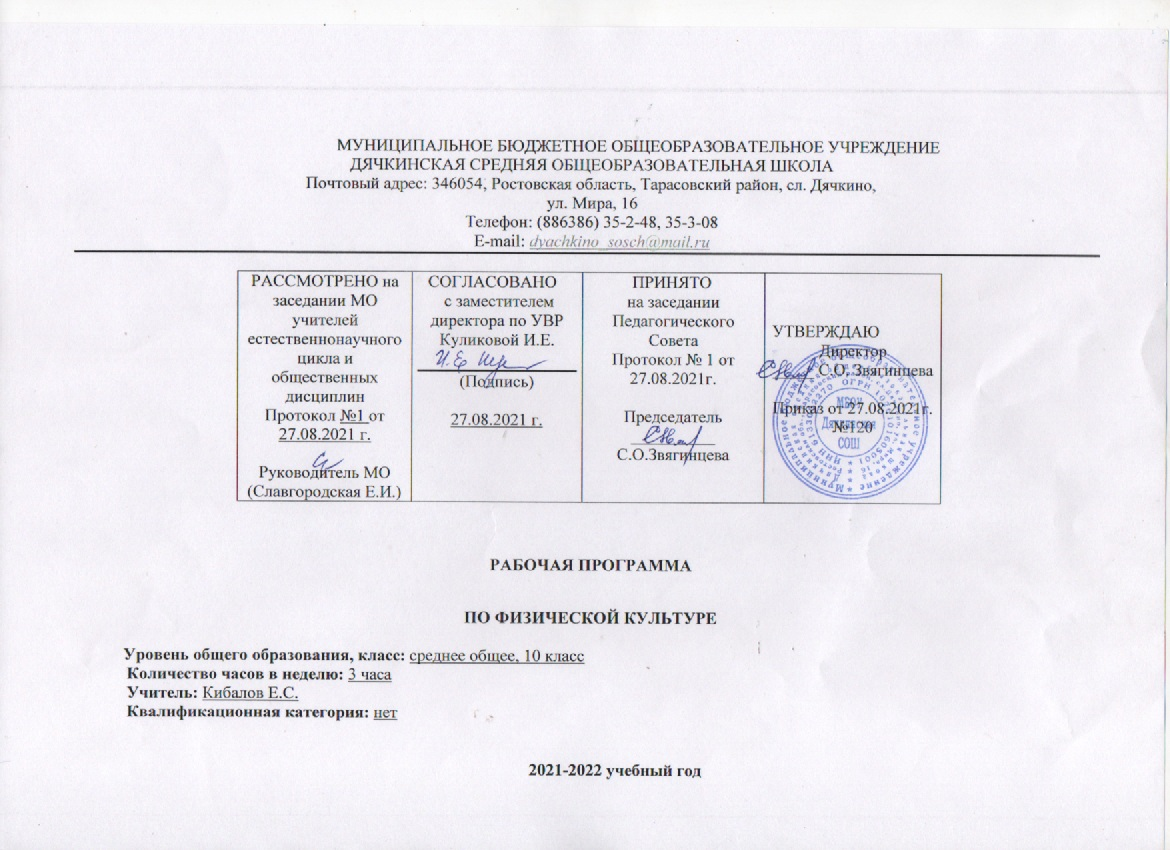 МУНИЦИПАЛЬНОЕ БЮДЖЕТНОЕ ОБЩЕОБРАЗОВАТЕЛЬНОЕ УЧРЕЖДЕНИЕ
ДЯЧКИНСКАЯ СРЕДНЯЯ ОБЩЕОБРАЗОВАТЕЛЬНАЯ ШКОЛА
Почтовый адрес: 346054, Ростовская область, Тарасовский район, сл. Дячкино,
ул. Мира, 16
Телефон: (886386) 35-2-48, 35-3-08
E-mail: dyachkino_sosch@mail.ru
РАССМОТРЕНО на
заседании МО
учителей
естественнонаучного
цикла и
общественных
дисциплин
Протокол №1 от
27.08.2021 г.
Руководитель МО
(Славгородская Е.И.)
СОГЛАСОВАНО
с заместителем
директора по УВР
Куликовой И.Е.
(Подпись)
27.08.2021 г.
ПРИНЯТО
на заседании
Педагогического
Совета
Протокол № 1 от
27.08.2021г.
Председатель
С.О.Звягинцева
УТВЕРЖДАЮ
Директор
С.О. Звягинцева
Приказ от 27.08.2021г.
№120
МБОУ
Дячкинская
СОШ
РАБОЧАЯ ПРОГРАММА
ПО ФИЗИЧЕСКОЙ КУЛЬТУРЕ
Уровень общего образования, класс: среднее общее, 10 класс
Количество часов в неделю: 3 часа
Учитель: Кибалов Е.С.
Квалификационная категория: нет
2021-2022 учебный год